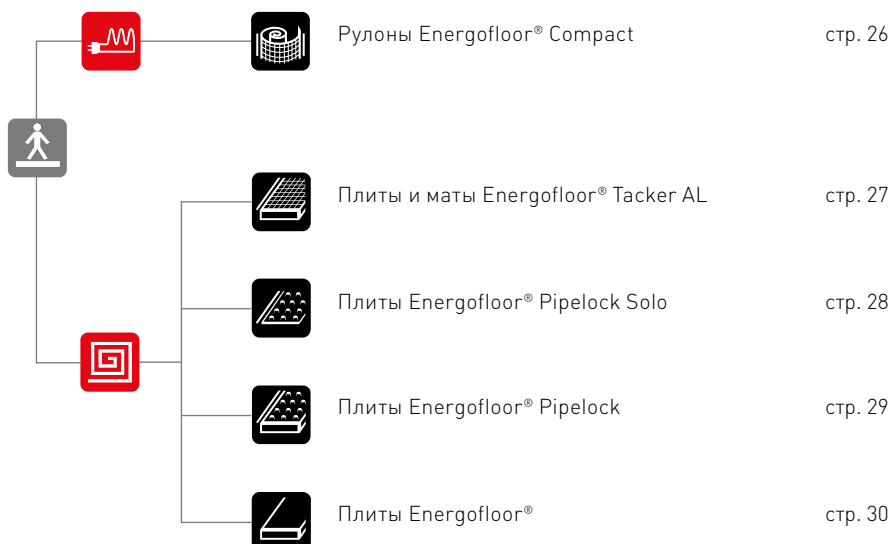 Рулоны Energofloor® Compact стр. 26
Плиты и маты Energofloor® Tacker AL стр. 27
Плиты Energofloor® Pipelock Solo стр. 28
Плиты Energofloor® Pipelock стр. 29
Плиты Energofloor® стр. 30